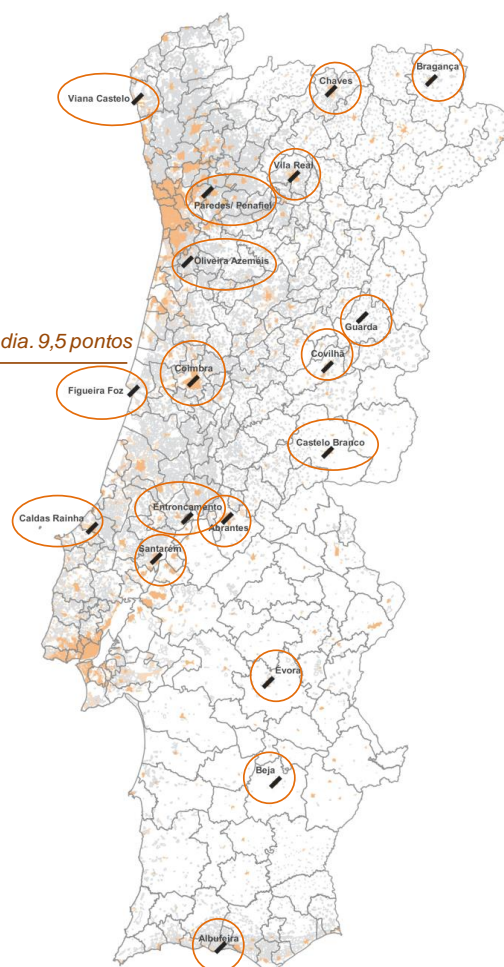 Bragança
Chaves
Viana Castelo
Vila Real
Paredes/ Penafiel
Oliveira Azemeis
Guarda
dia. 9,5 pontos
Covilhã
Coimbra
Figueira Foz
Castelo Branco
Entroncamento
Caldas Rainha
Abrantes
Santarém
Évora
Beja
Albufeira